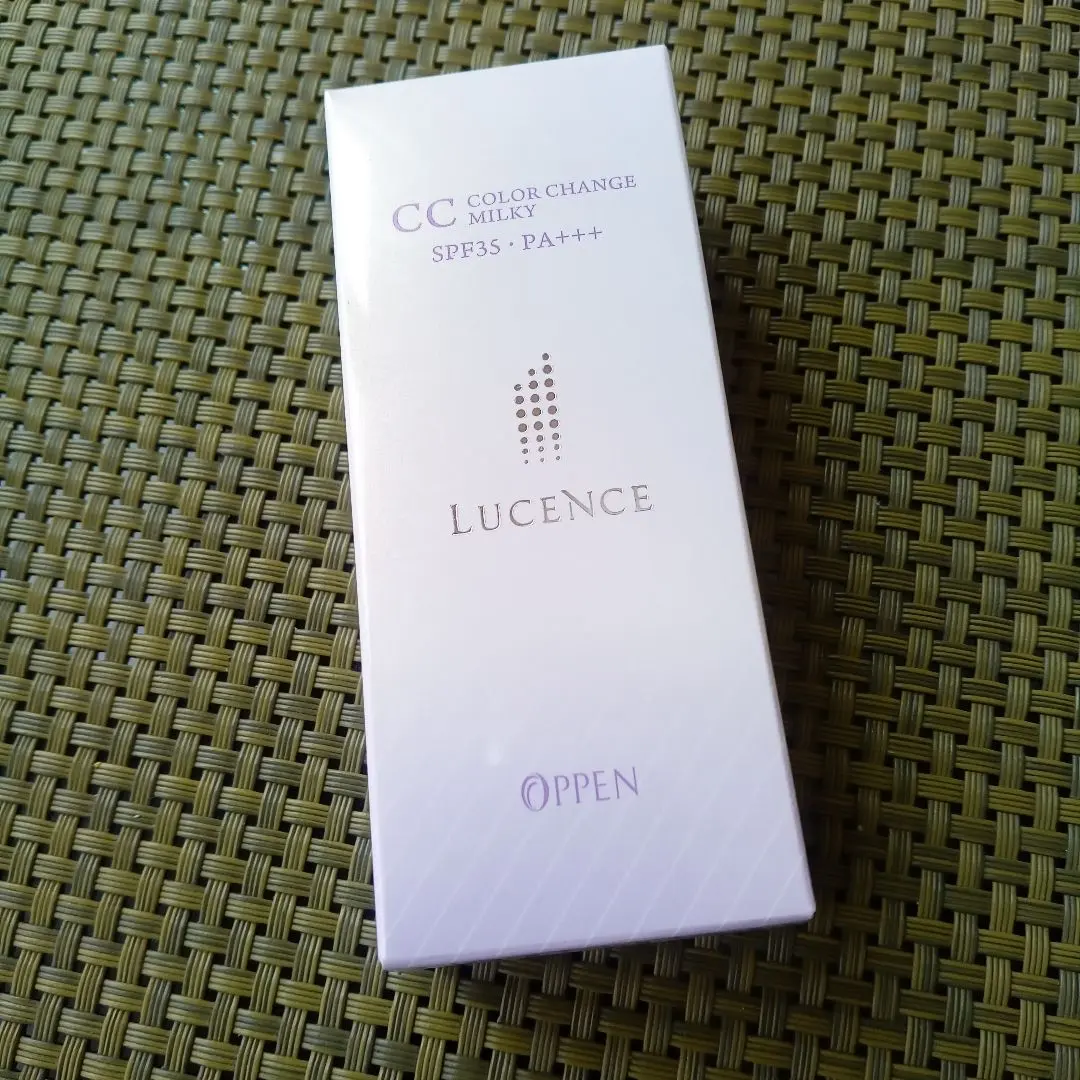 CC COLOR CHANGE
MILKY
SPF35 · PA+++
LUCENCE
OPPEN